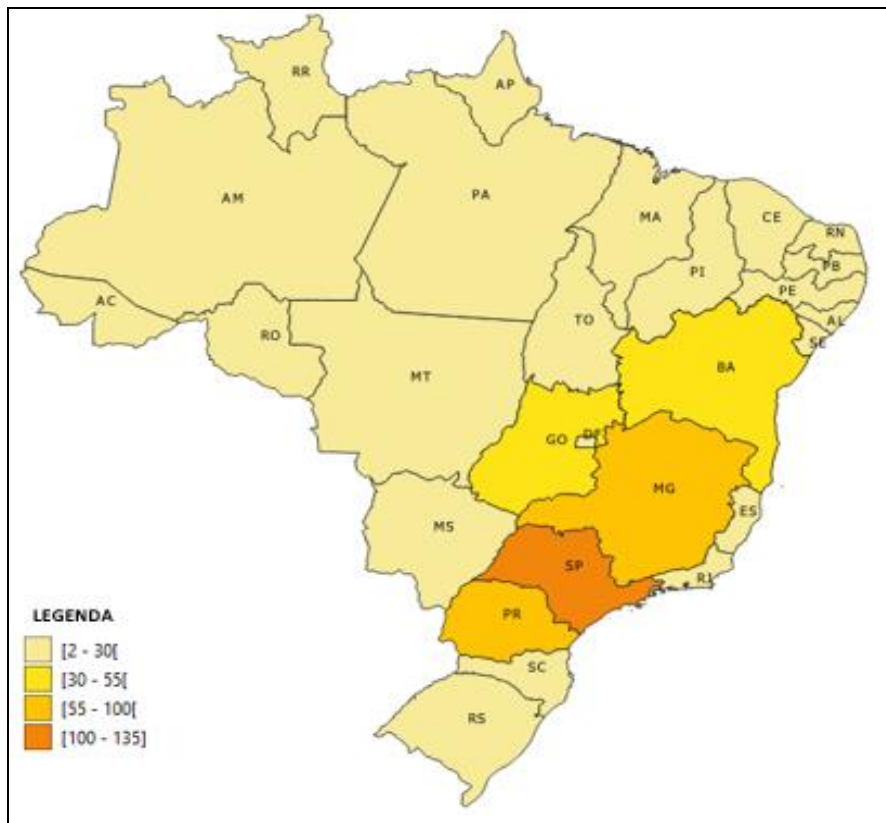 RR
AP
AM
PA
MA
CE
RN
PB
PI
PE
AL
SE
AC
RO
TO
MT
BA
GO
DF
MG
ES
MS
SP
RJ
PR
SC
RS
LEGENDA
[2 - 30[
[30 - 55[
[55 - 100[
[100 - 135]